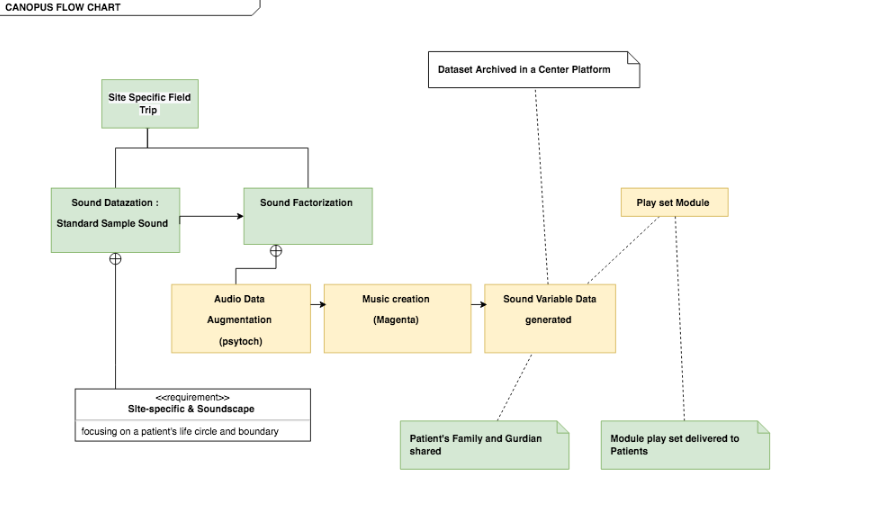 CANOPUS FLOW CHART
Dataset Archived in a Center Platform
Site Specific Field
Trip
Sound Datazation :
Standard Sample Sound
Sound Factorization
Play set Module
Audio Data
Augmentation
(psytoch)
Music creation
(Magenta)
Sound Variable Data
generated
<<requirement>>
SIte-specific & Soundscape
focusing on a patient's life circle and boundary
Patient's Family and Gurdian
shared
Module play set delivered to
Patients